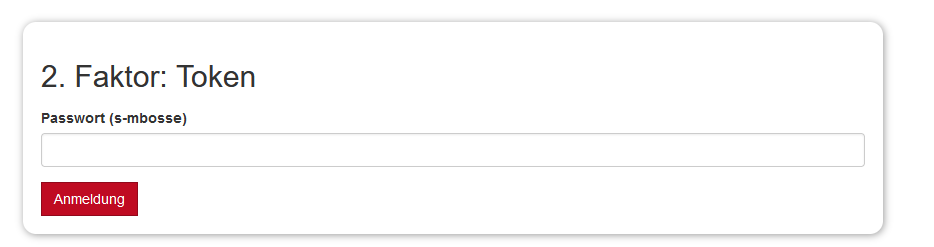 2. Faktor: Token
Passwort (s-mbosse)
Anmeldung